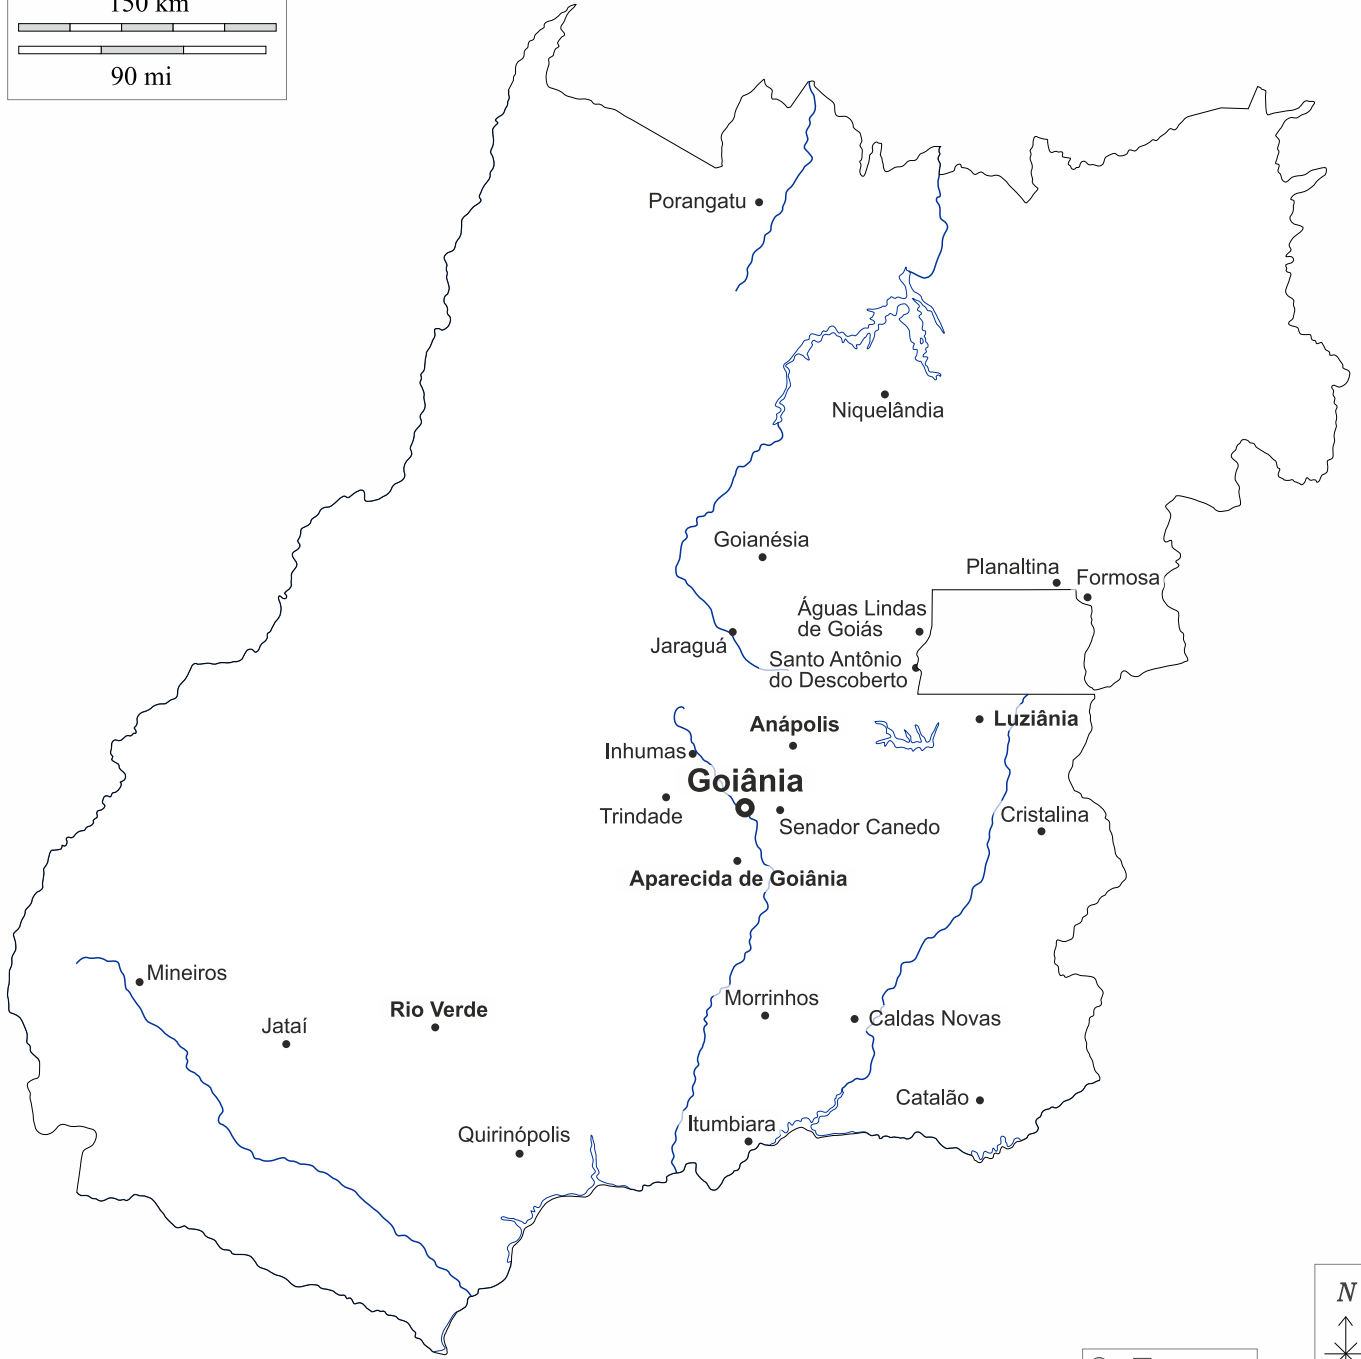 150 km
90 mi
Porangatu
Niquelândia
Goianésia
Planaltina
Formosa
Águas Lindas
de Goiás
Jaraguá
Santo Antônio
do Descoberto
Anápolis
Luziânia
Inhumas
Goiânia
Trindade
Senador Canedo
Cristalina
Aparecida de Goiânia
Mineiros
Rio Verde
Jataí
Morrinhos
Caldas Novas
Catalão
Itumbiara
Quirinópolis
N